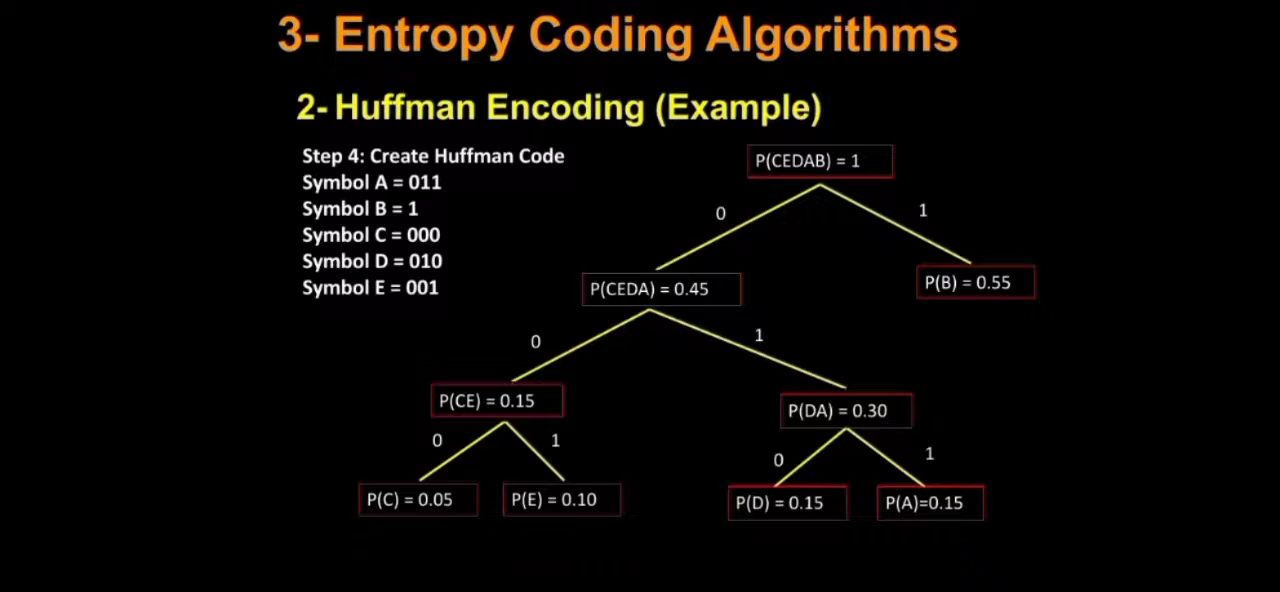 3- Entropy Coding Algorithms
2- Huffman Encoding (Example)
Step 4: Create Huffman Code
Symbol A = 011
Symbol B = 1
Symbol C = 000
Symbol D = 010
Symbol E = 001
P(CEDAB) = 1
0
1
P(CEDA) = 0.45
P(B) = 0.55
0
1
P(CE) = 0.15
P(DA) = 0.30
0
1
0
1
P(C) = 0.05
P(E) = 0.10
P(D) = 0.15
P(A)=0.15